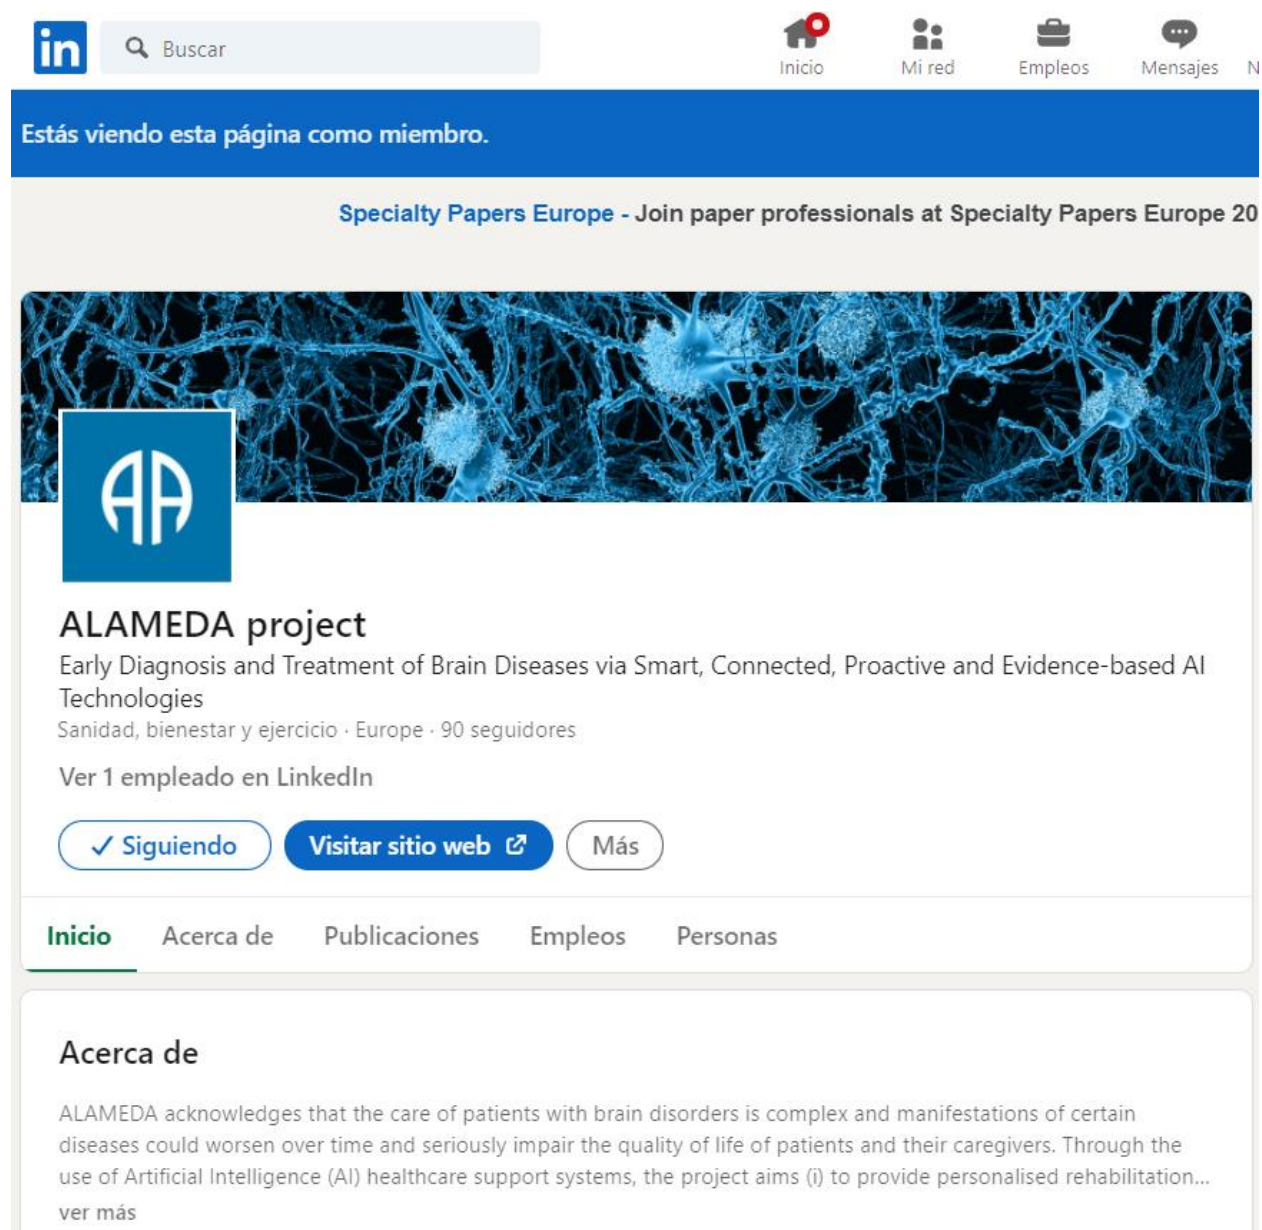 in
Buscar
Inicio
Mi red
Empleos
Mensajes
N
Estás viendo esta página como miembro.
Specialty Papers Europe - Join paper professionals at Specialty Papers Europe 20
AA
ALAMEDA project
Early Diagnosis and Treatment of Brain Diseases via Smart, Connected, Proactive and Evidence-based AI
Technologies
Sanidad, bienestar y ejercicio · Europe · 90 seguidores
Ver 1 empleado en LinkedIn
Siguiendo
Visitar sitio web
Más
Inicio
Acerca de
Publicaciones
Empleos
Personas
Acerca de
ALAMEDA acknowledges that the care of patients with brain disorders is complex and manifestations of certain
diseases could worsen over time and seriously impair the quality of life of patients and their caregivers. Through the
use of Artificial Intelligence (AI) healthcare support systems, the project aims (i) to provide personalised rehabilitation...
ver más